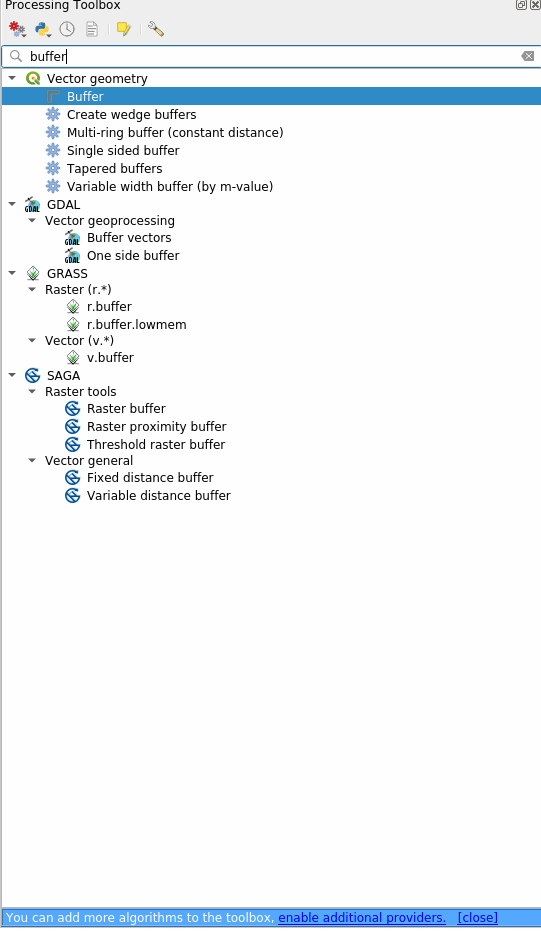 Processing Toolbox
buffer
Vector geometry
Buffer
Create wedge buffers
Multi-ring buffer (constant distance)
Single sided buffer
Tapered buffers
Variable width buffer (by m-value)
GDAL
Vector geoprocessing
GDAL Buffer vectors
GDAL One side buffer
GRASS
Raster (r.*)
r.buffer
r.buffer.lowmem
Vector (v.*)
v.buffer
SAGA
Raster tools
Raster buffer
Raster proximity buffer
Threshold raster buffer
Vector general
Fixed distance buffer
Variable distance buffer
You can add more algorithms to the toolbox, enable additional providers. [close]